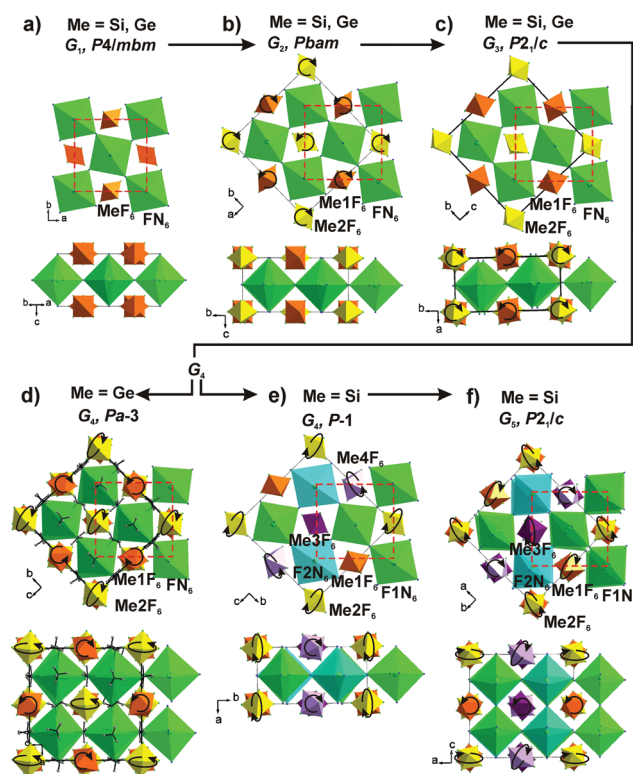 a) Me = Si, Ge
G₁, P4/mbm
b) Me = Si, Ge
G₂, Pbam
c) Me = Si, Ge
G₃, P2₁/c
MeF₆
FN₆
b
a
Me1F₆
Me2F₆ FN₆
b
a
Me1F₆
Me2F₆ FN₆
b
c
b
a
c
b
c
b
a
G₄
d) Me = Ge
G₄, Pa-3
e) Me = Si
G₄, P-1
f) Me = Si
G₅, P2₁/c
Me1F₆
FN₆
Me2F₆
b
c
Me4F₆
Me3F₆
F2N₆
Me1F₆
F1N₆
Me2F₆
c
b
Me3F₆
F2N₆
Me1F₆
F1N
Me2F₆
a
b
a
b
a
c
a